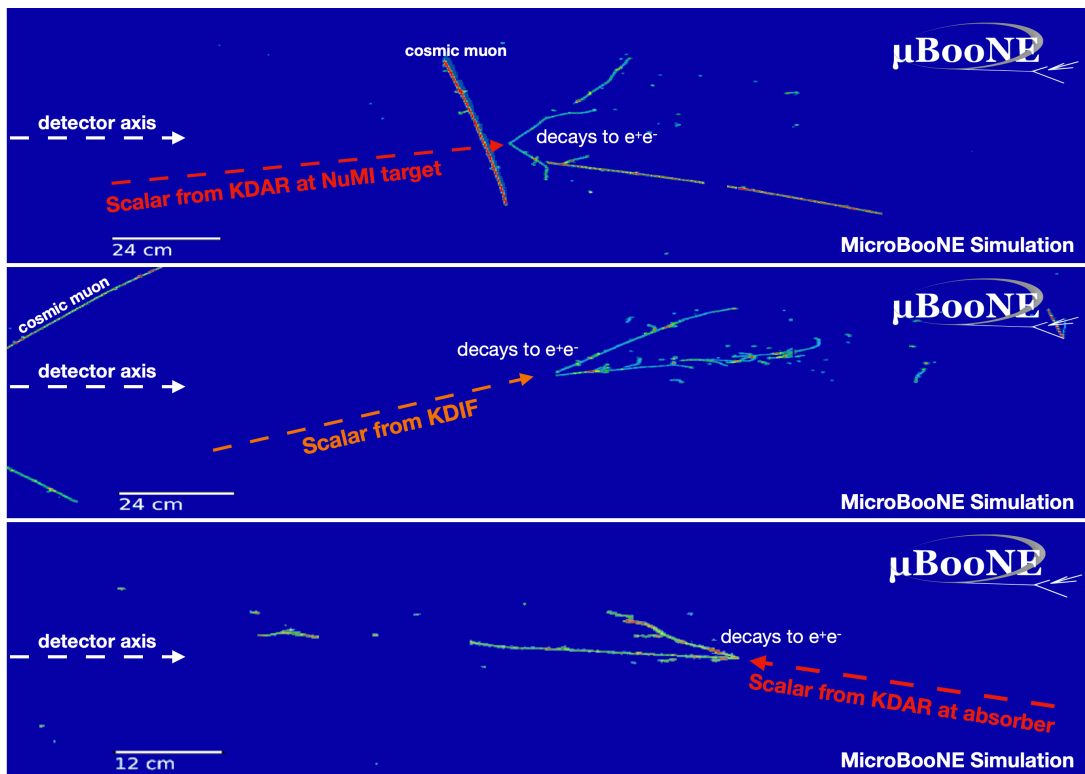 cosmic muon
µBooNE
detector axis
decays to e⁺e⁻
Scalar from KDAR at NuMI target
24 cm
MicroBooNE Simulation
cosmic muon
µBooNE
decays to e⁺e⁻
detector axis
Scalar from KDIF
24 cm
MicroBooNE Simulation
µBooNE
detector axis
decays to e⁺e⁻
Scalar from KDAR at absorber
12 cm
MicroBooNE Simulation